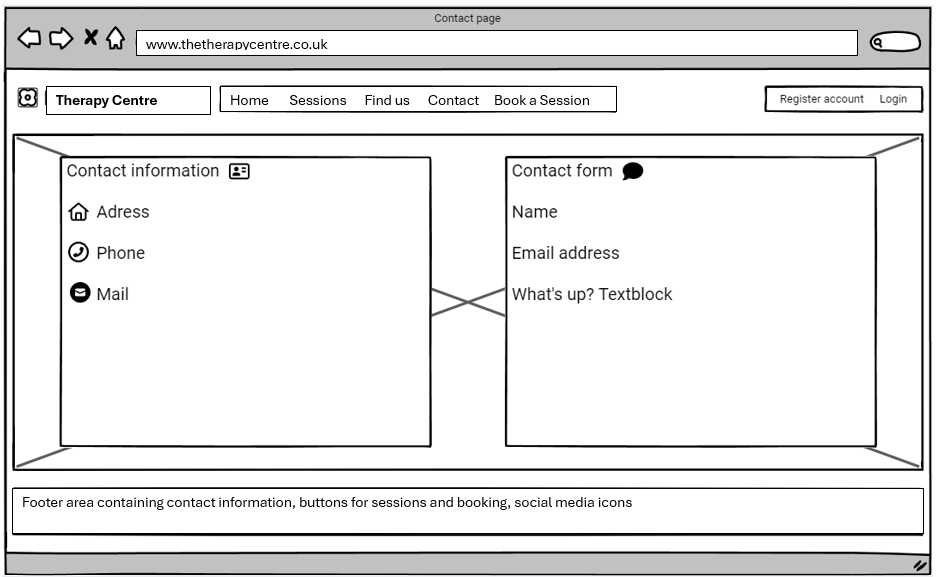 Contact page
www.thetherapycentre.co.uk
Therapy Centre
Home Sessions Find us Contact Book a Session
Register account Login
Contact information
Adress
Phone
Mail
Contact form
Name
Email address
What's up? Textblock
Footer area containing contact information, buttons for sessions and booking, social media icons